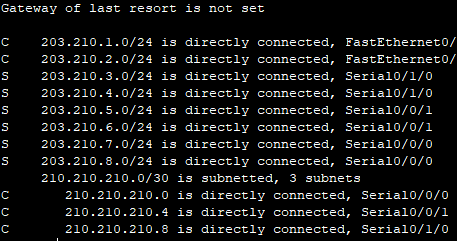 Gateway of last resort is not set
C 203.210.1.0/24 is directly connected, FastEthernet0/
C 203.210.2.0/24 is directly connected, FastEthernet0/
S 203.210.3.0/24 is directly connected, Serial0/1/0
S 203.210.4.0/24 is directly connected, Serial0/1/0
S 203.210.5.0/24 is directly connected, Serial0/0/1
S 203.210.6.0/24 is directly connected, Serial0/0/1
S 203.210.7.0/24 is directly connected, Serial0/0/0
S 203.210.8.0/24 is directly connected, Serial0/0/0
210.210.210.0/30 is subnetted, 3 subnets
C 210.210.210.0 is directly connected, Serial0/0/0
C 210.210.210.4 is directly connected, Serial0/0/1
C 210.210.210.8 is directly connected, Serial0/1/0